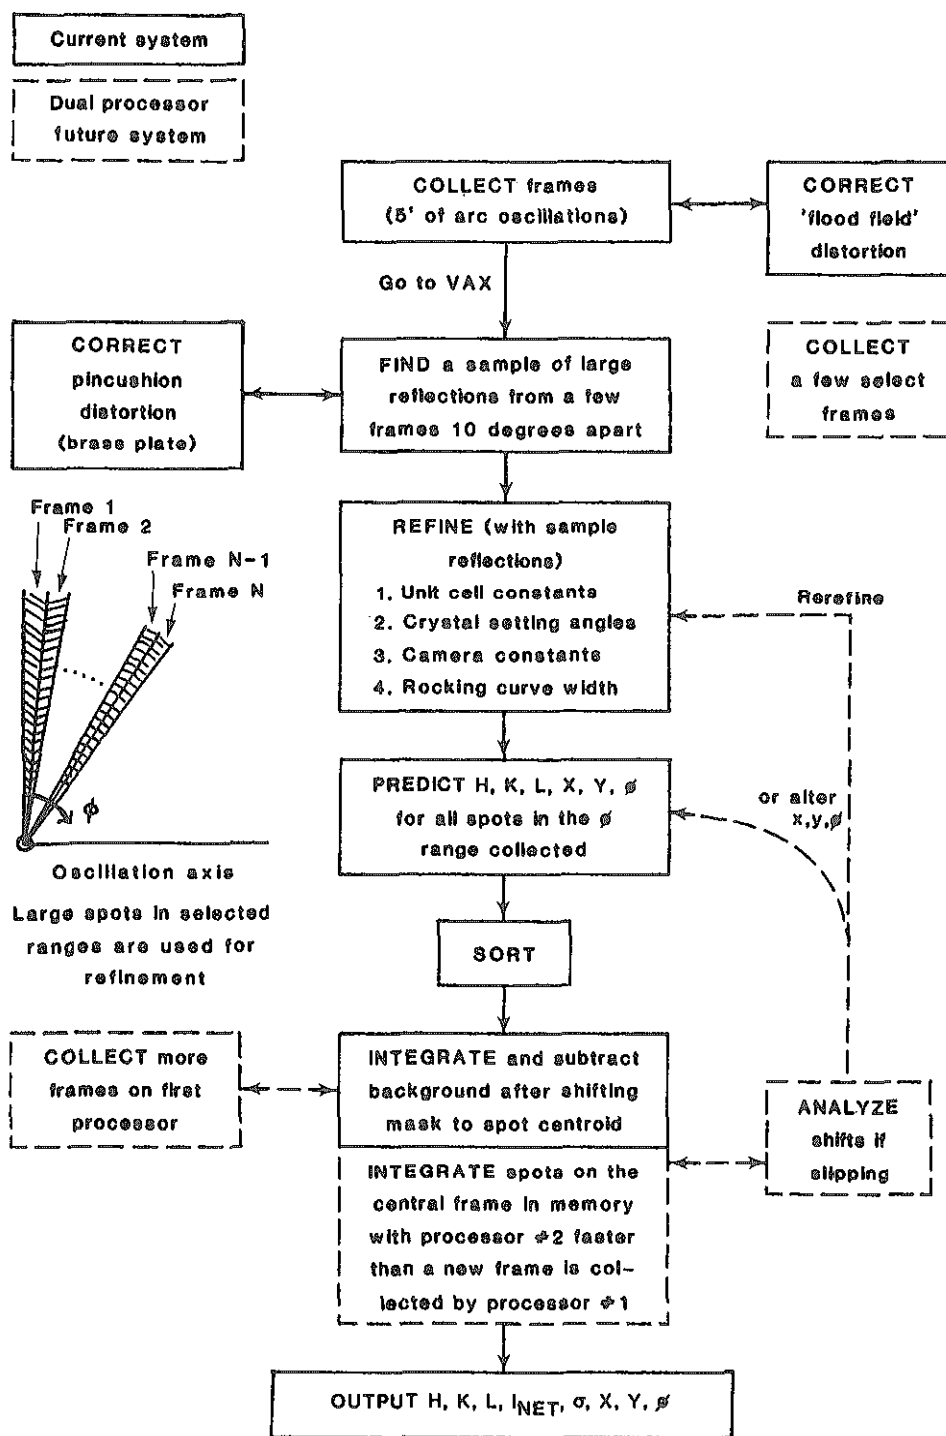 Current system
Dual processor
future system
COLLECT frames
(5' of arc oscillations)
CORRECT
'flood field'
distortion
Go to VAX
CORRECT
pincushion
distortion
(brass plate)
FIND a sample of large
reflections from a few
frames 10 degrees apart
COLLECT
a few select
frames
Frame 1
Frame 2
Frame N-1
Frame N
ϕ
Oscillation axis
Large spots in selected
ranges are used for
refinement
REFINE (with sample
reflections)
1. Unit cell constants
2. Crystal setting angles
3. Camera constants
4. Rocking curve width
Rerefine
PREDICT H, K, L, X, Y, ø
for all spots in the ø
range collected
or alter
x,y,ø
SORT
COLLECT more
frames on first
processor
INTEGRATE and subtract
background after shifting
mask to spot centroid
ANALYZE
shifts if
slipping
INTEGRATE spots on the
central frame in memory
with processor #2 faster
than a new frame is col-
lected by processor #1
OUTPUT H, K, L, INET, σ, X, Y, ø